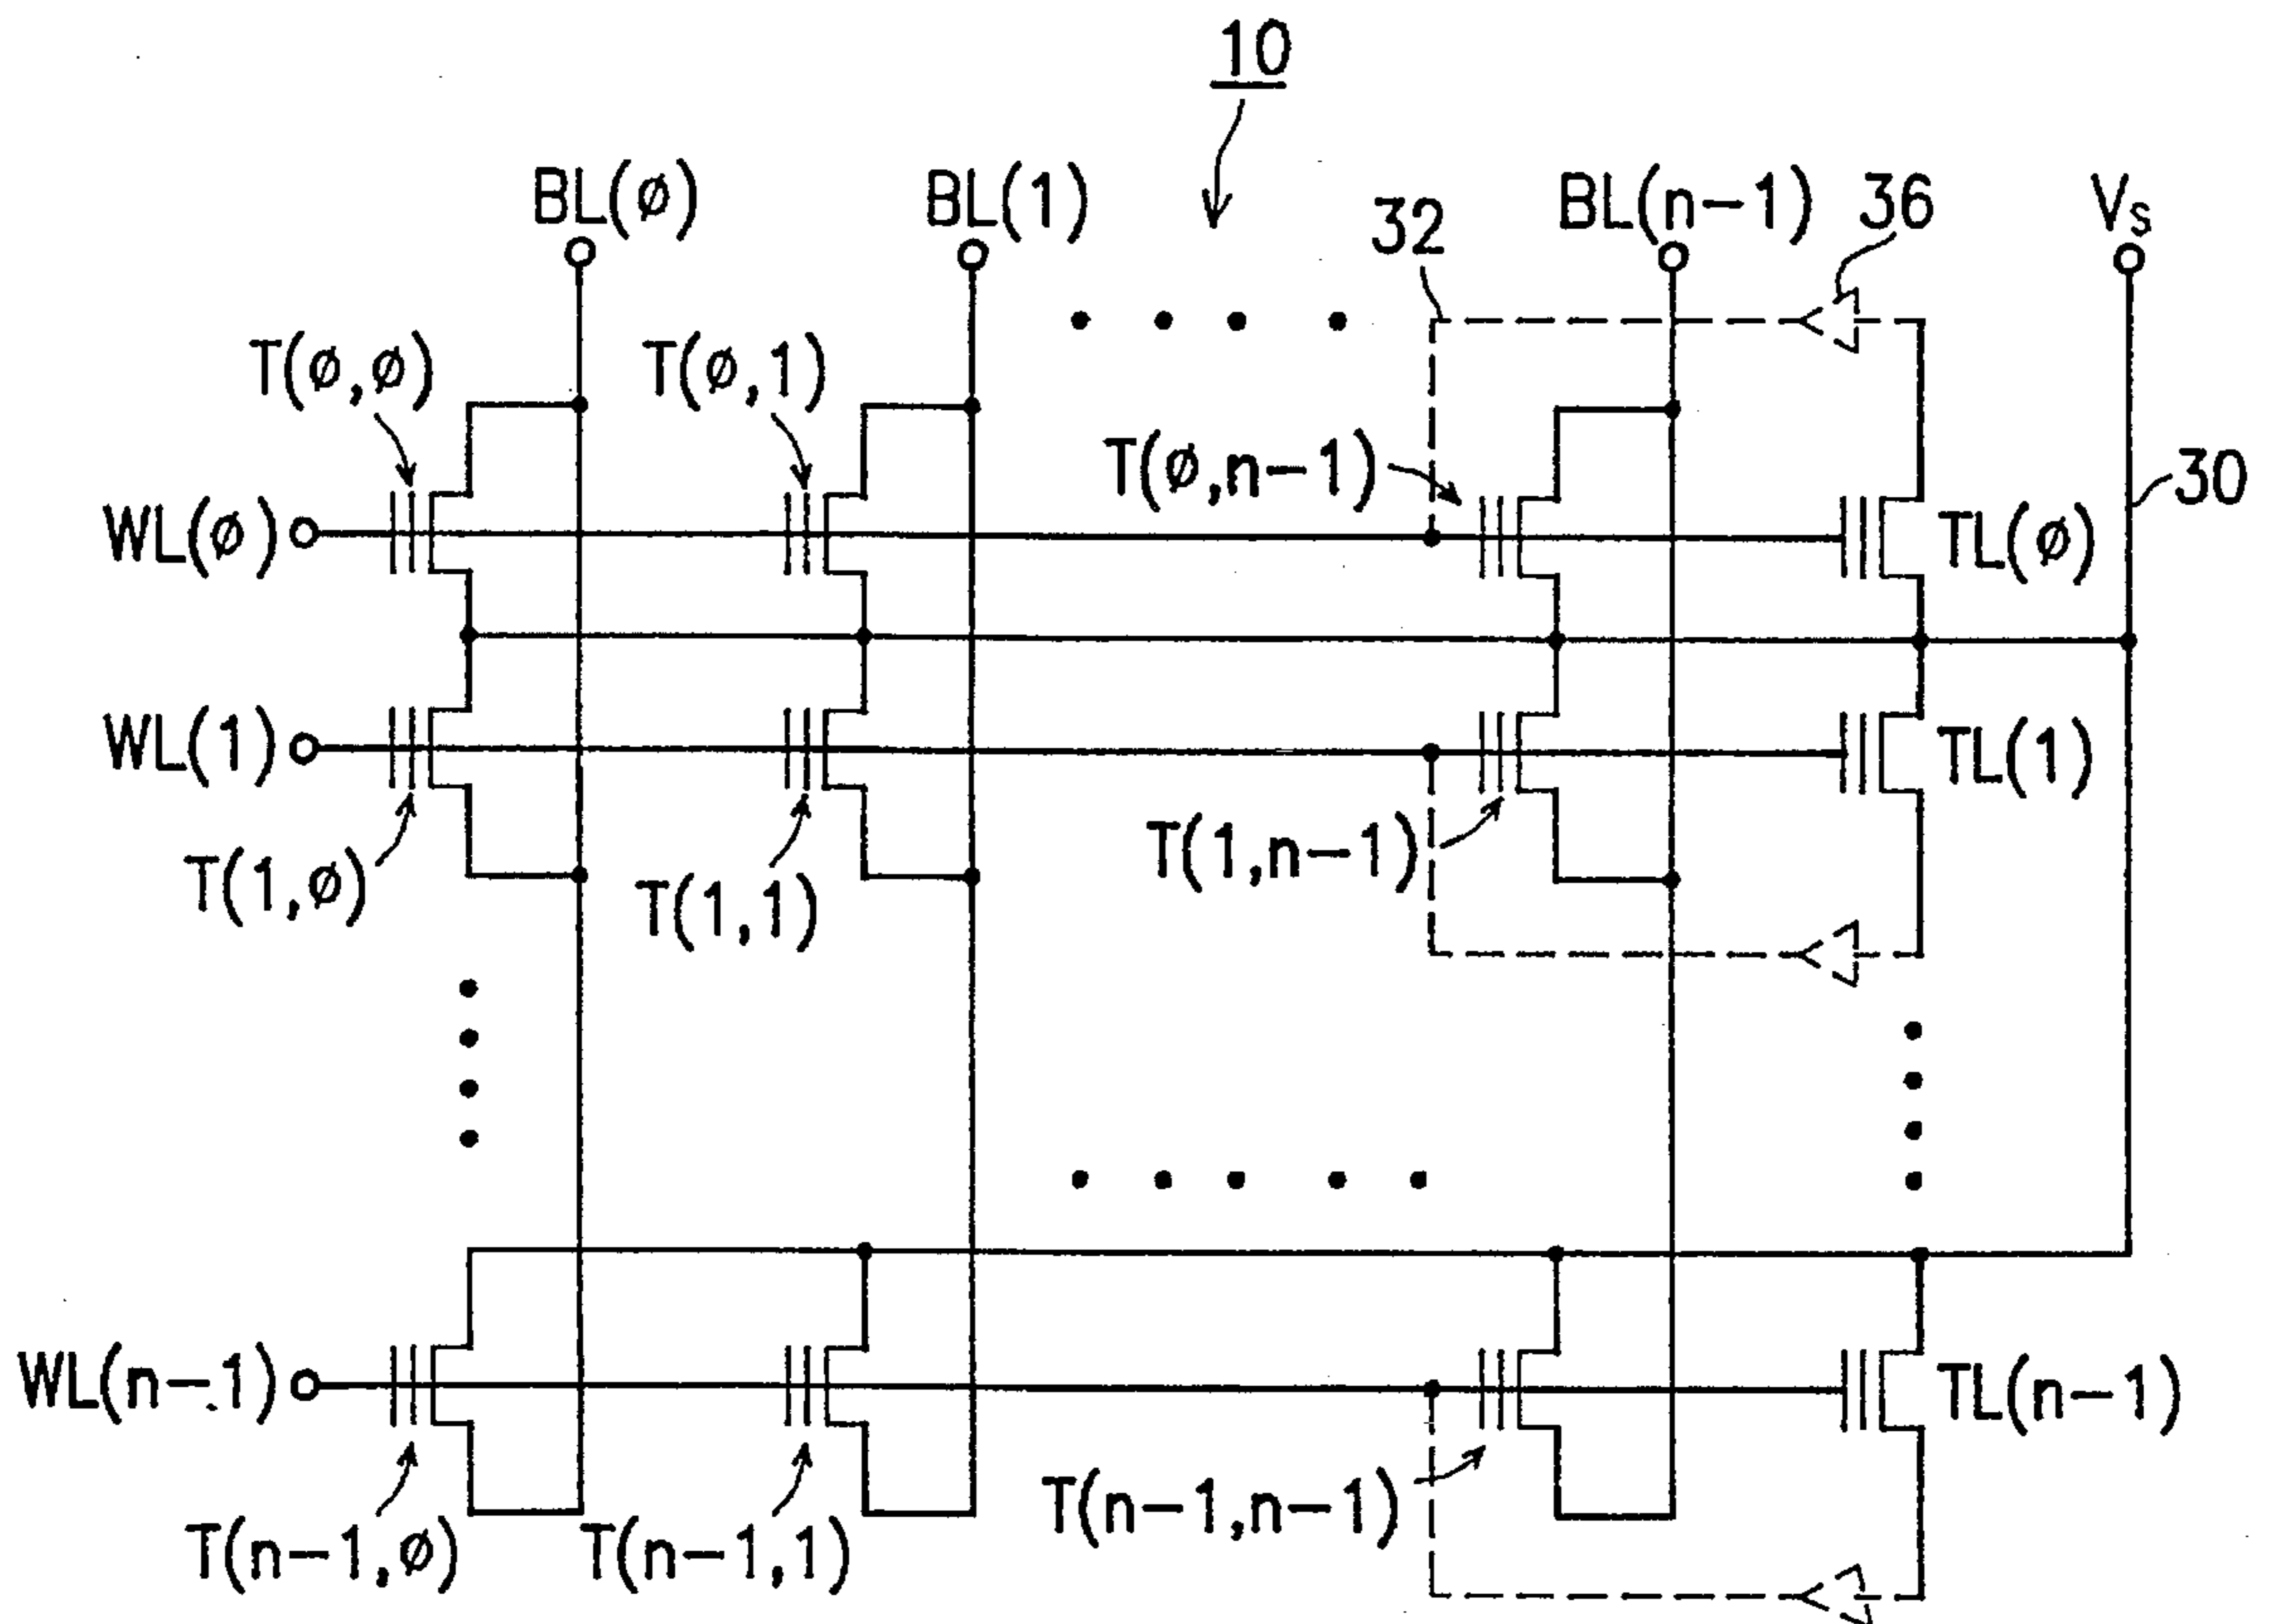 10
BL(ø)
BL(1)
BL(n-1)
36
Vs
32
T(ø,ø)
T(ø,1)
T(ø,n-1)
30
WL(ø)
TL(ø)
WL(1)
TL(1)
T(1,ø)
T(1,1)
T(1,n-1)
WL(n-1)
TL(n-1)
T(n-1,ø)
T(n-1,1)
T(n-1,n-1)